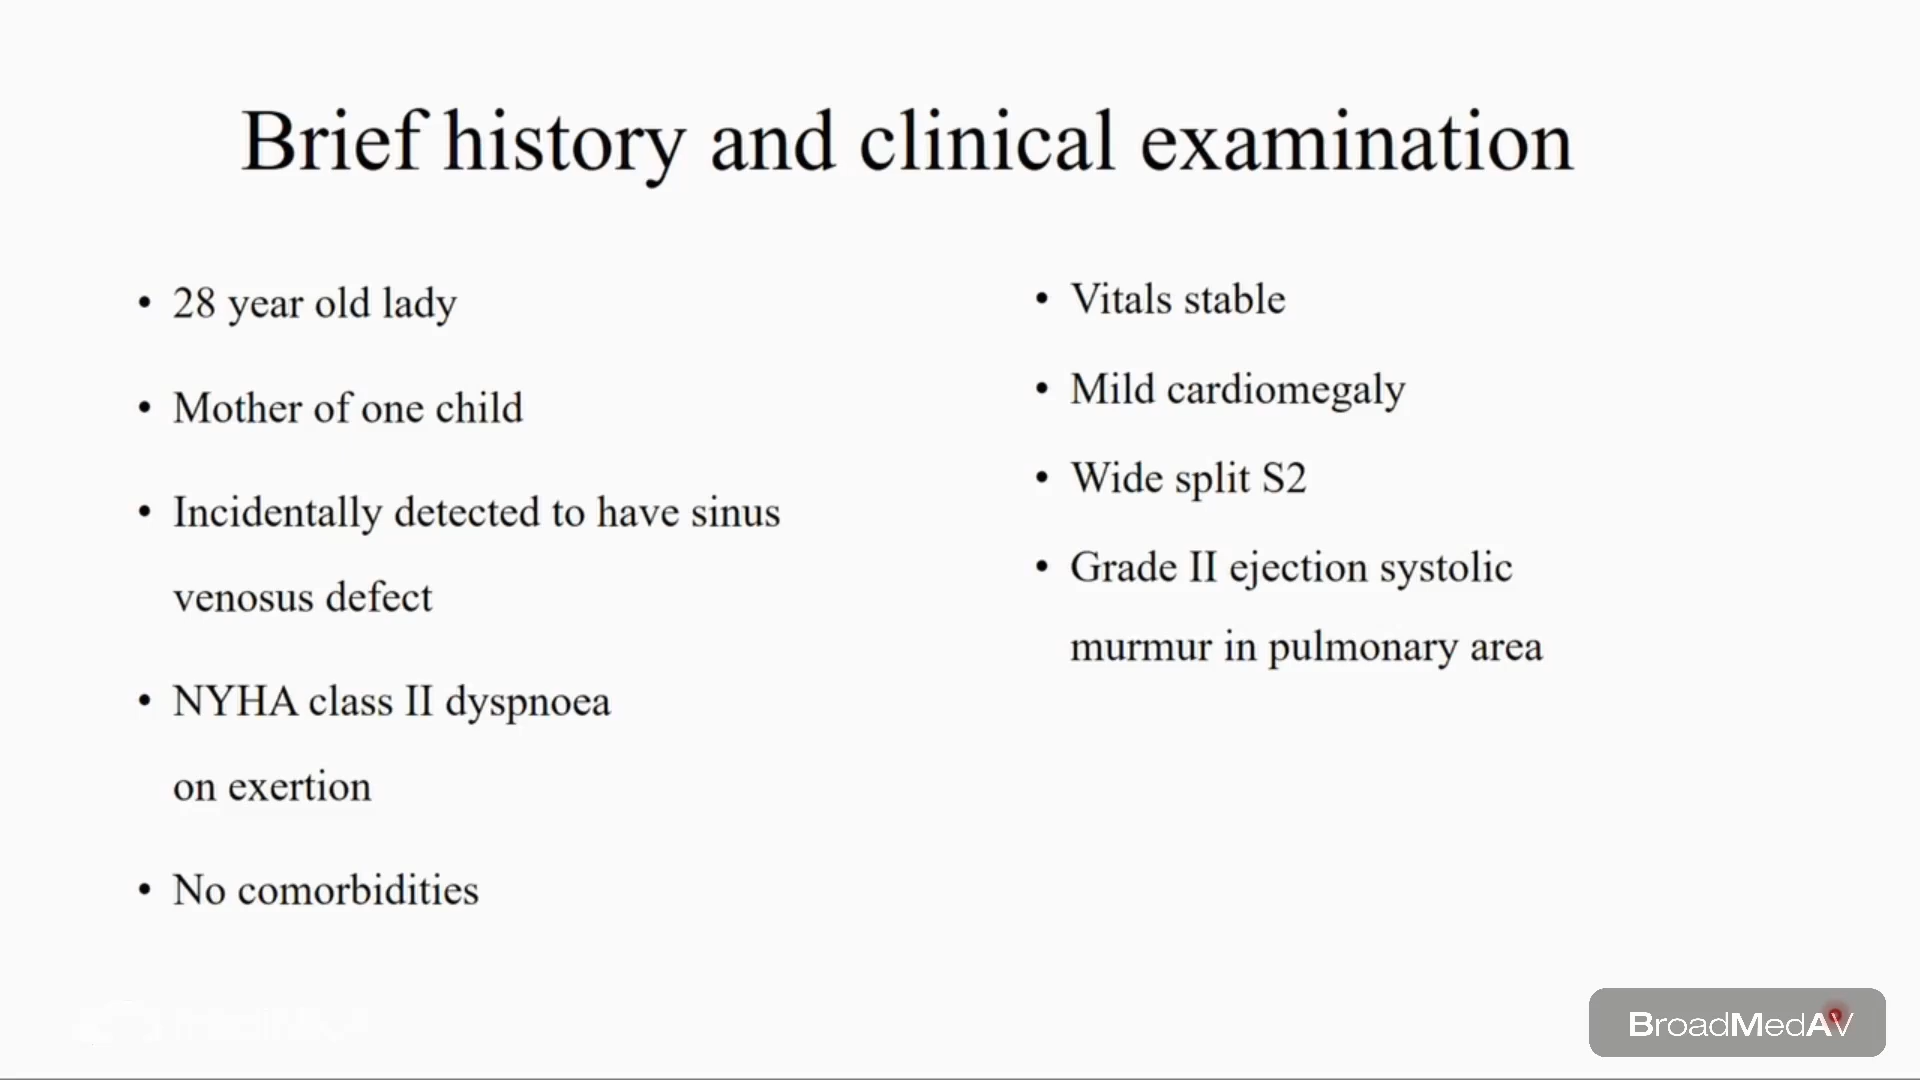 Brief history and clinical examination
• 28 year old lady
• Mother of one child
• Incidentally detected to have sinus
venosus defect
• NYHA class II dyspnoea
on exertion
• No comorbidities
• Vitals stable
• Mild cardiomegaly
• Wide split S2
• Grade II ejection systolic
murmur in pulmonary area
BroadMedAV